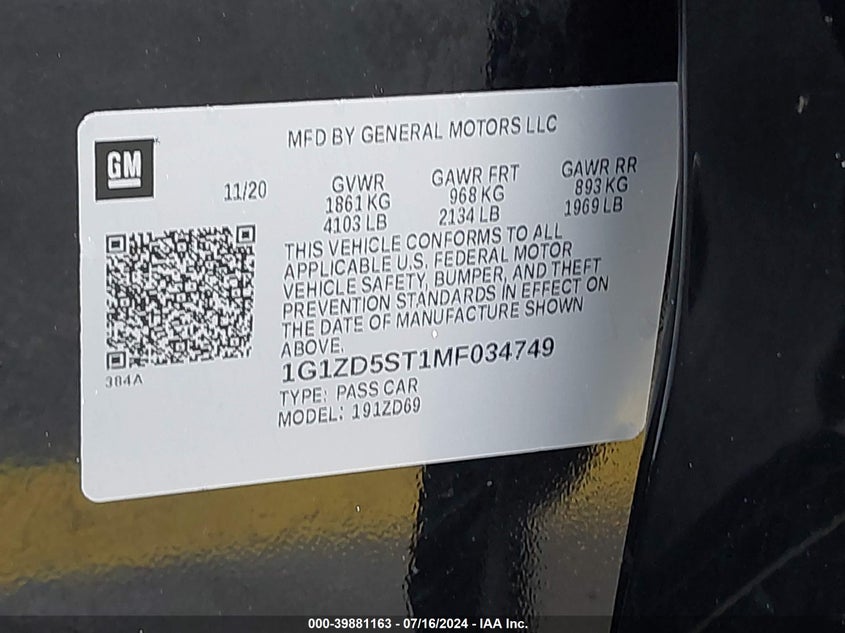 MFD BY GENERAL MOTORS LLC
GM
11/20
GVWR
1861 KG
4103 LB
GAWR FRT
968 KG
2134 LB
GAWR RR
893 KG
1969 LB
THIS VEHICLE CONFORMS TO ALL
APPLICABLE U.S. FEDERAL MOTOR
VEHICLE SAFETY, BUMPER, AND THEFT
PREVENTION STANDARDS IN EFFECT ON
THE DATE OF MANUFACTURE SHOWN
ABOVE.
384A
1G1ZD5ST1MF034749
TYPE: PASS CAR
MODEL: 191ZD69
000-39881163 - 07/16/2024 - IAA Inc.